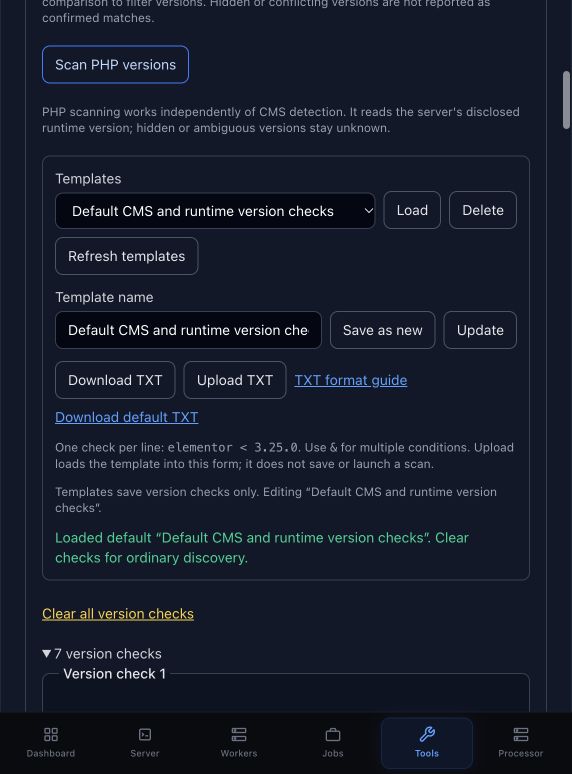 comparison to filter versions. Hidden or conflicting versions are not reported as
confirmed matches.
Scan PHP versions
PHP scanning works independently of CMS detection. It reads the server's disclosed
runtime version; hidden or ambiguous versions stay unknown.
Templates
Default CMS and runtime version checks
Load
Delete
Refresh templates
Template name
Default CMS and runtime version che
Save as new
Update
Download TXT
Upload TXT
TXT format guide
Download default TXT
One check per line: elementor < 3.25.0. Use & for multiple conditions. Upload
loads the template into this form; it does not save or launch a scan.
Templates save version checks only. Editing “Default CMS and runtime version
checks”.
Loaded default “Default CMS and runtime version checks”. Clear
checks for ordinary discovery.
Clear all version checks
▼7 version checks
Version check 1
Dashboard
Server
Workers
Jobs
Tools
Processor